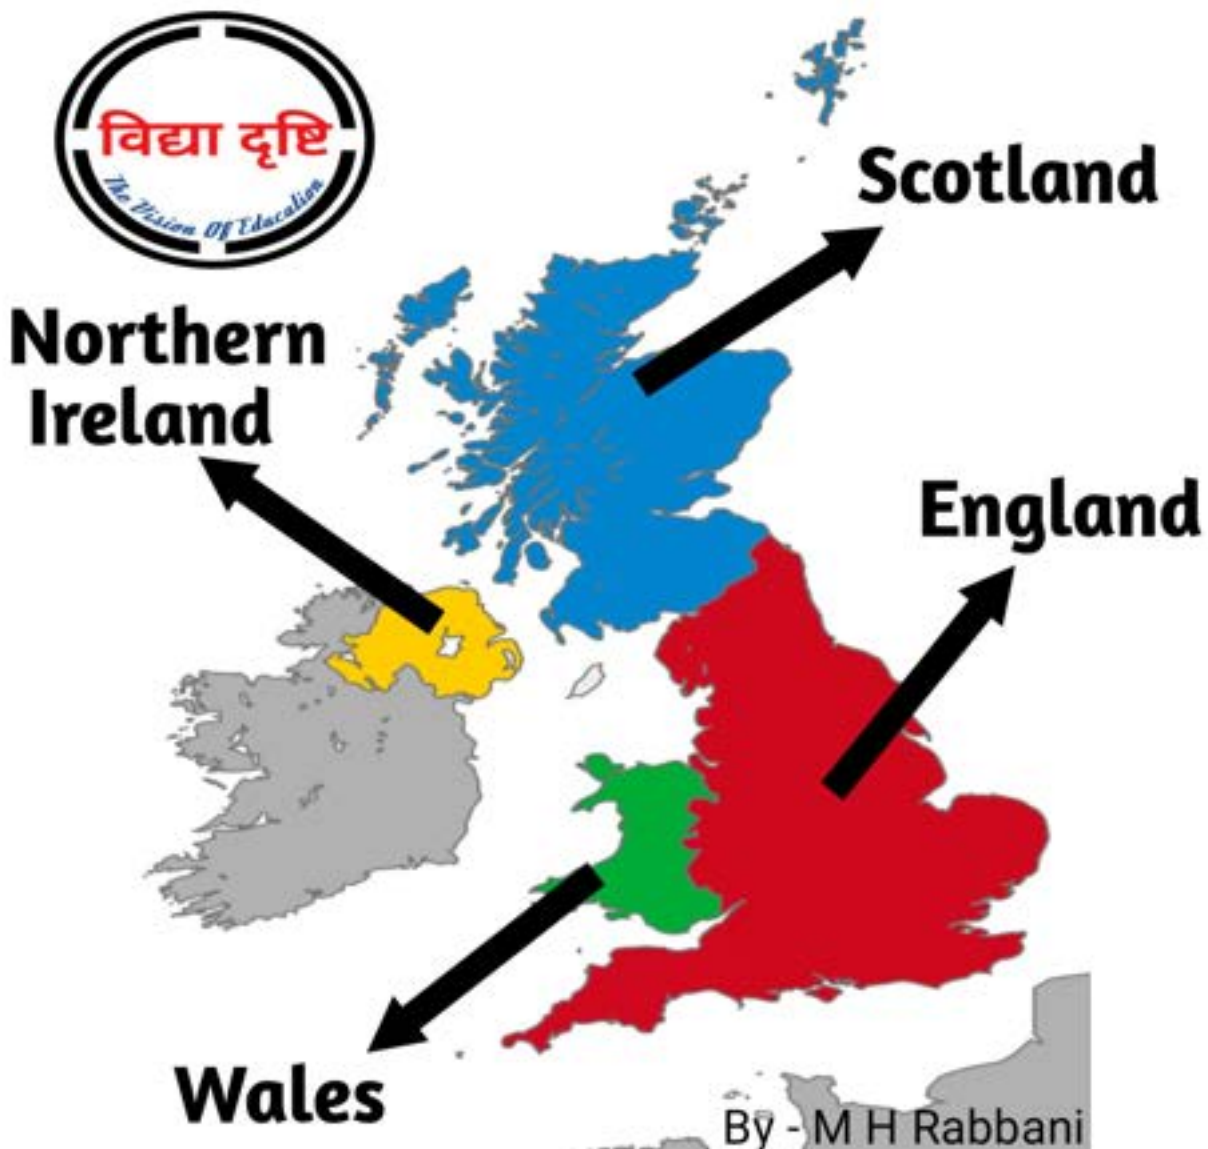 विद्या दृष्टि
The Vision Of Education
Scotland
Northern
Ireland
England
Wales
By - M H Rabbani